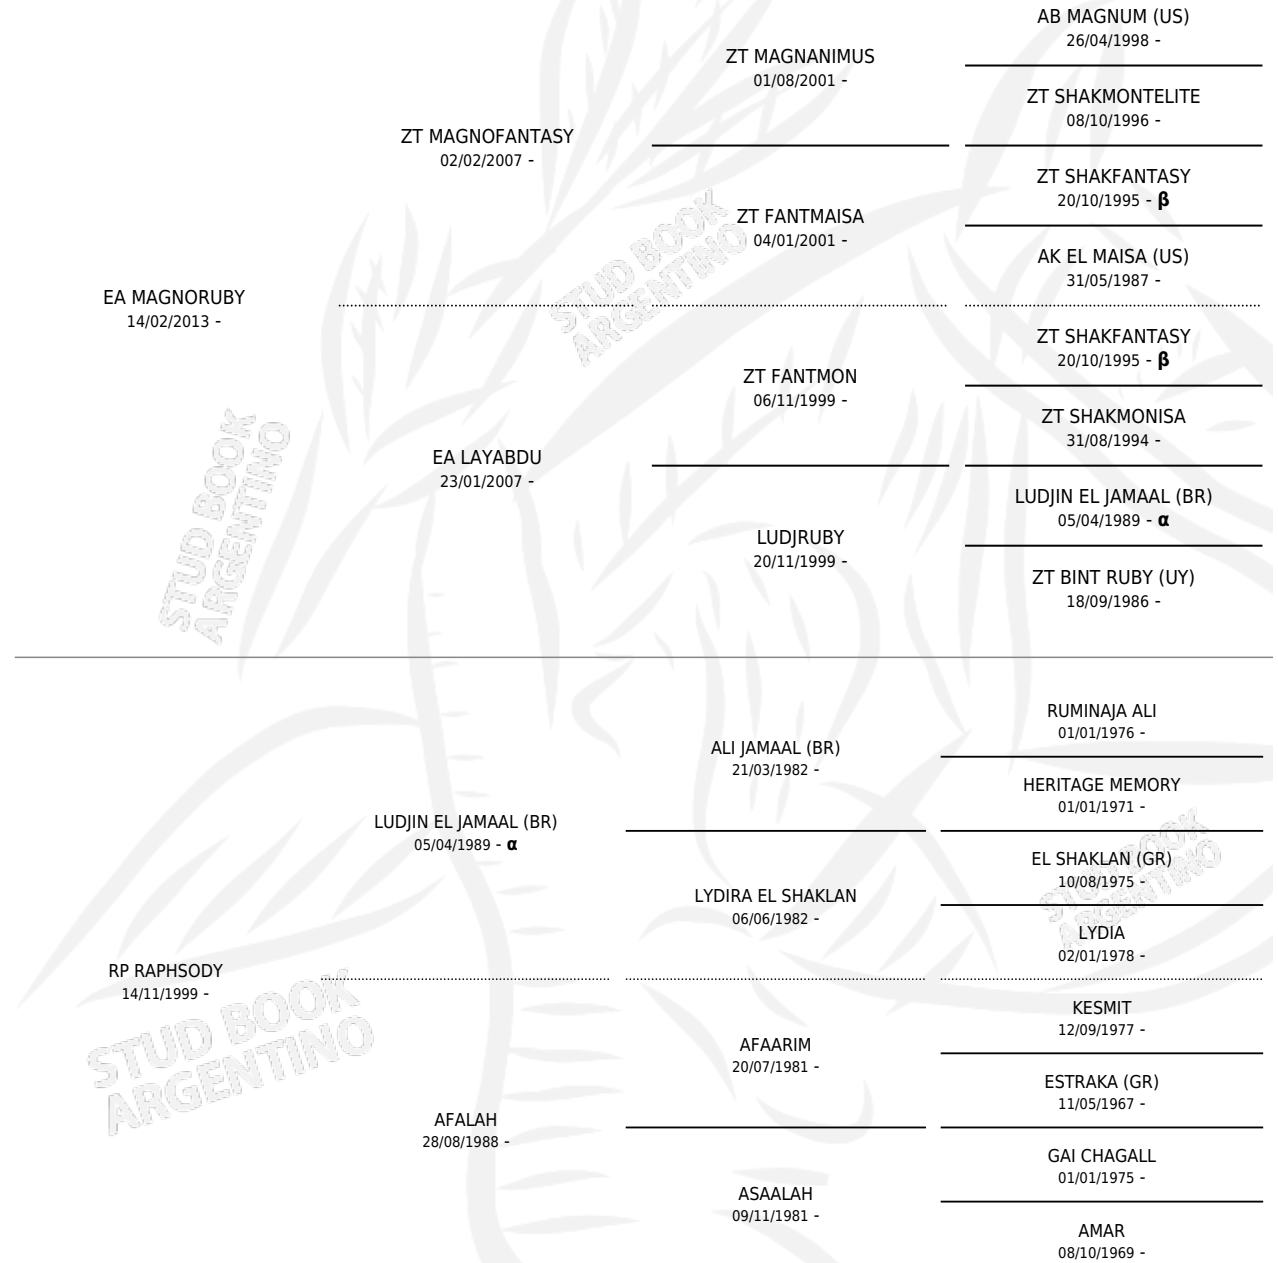 AB MAGNUM (US)
26/04/1998 -
ZT MAGNANIMUS
01/08/2001 -
ZT SHAKMONTELITE
08/10/1996 -
ZT MAGNOFANTASY
02/02/2007 -
ZT SHAKFANTASY
20/10/1995 - β
ZT FANTMAISA
04/01/2001 -
AK EL MAISA (US)
31/05/1987 -
EA MAGNORUBY
14/02/2013 -
ZT SHAKFANTASY
20/10/1995 - β
ZT FANTMON
06/11/1999 -
ZT SHAKMONISA
31/08/1994 -
EA LAYABDU
23/01/2007 -
LUDJIN EL JAMAAL (BR)
05/04/1989 - α
LUDJRUBY
20/11/1999 -
ZT BINT RUBY (UY)
18/09/1986 -
RUMINAJA ALI
01/01/1976 -
ALI JAMAAL (BR)
21/03/1982 -
HERITAGE MEMORY
01/01/1971 -
LUDJIN EL JAMAAL (BR)
05/04/1989 - α
EL SHAKLAN (GR)
10/08/1975 -
LYDIRA EL SHAKLAN
06/06/1982 -
LYDIA
02/01/1978 -
RP RAPHSODY
14/11/1999 -
KESMIT
12/09/1977 -
AFAARIM
20/07/1981 -
ESTRAKA (GR)
11/05/1967 -
AFALAH
28/08/1988 -
GAI CHAGALL
01/01/1975 -
ASAALAH
09/11/1981 -
AMAR
08/10/1969 -
STUD BOOK
ARGENTINO
STUD BOOK
ARGENTINO
STUD BOOK
ARGENTINO
STUD BOOK
ARGENTINO